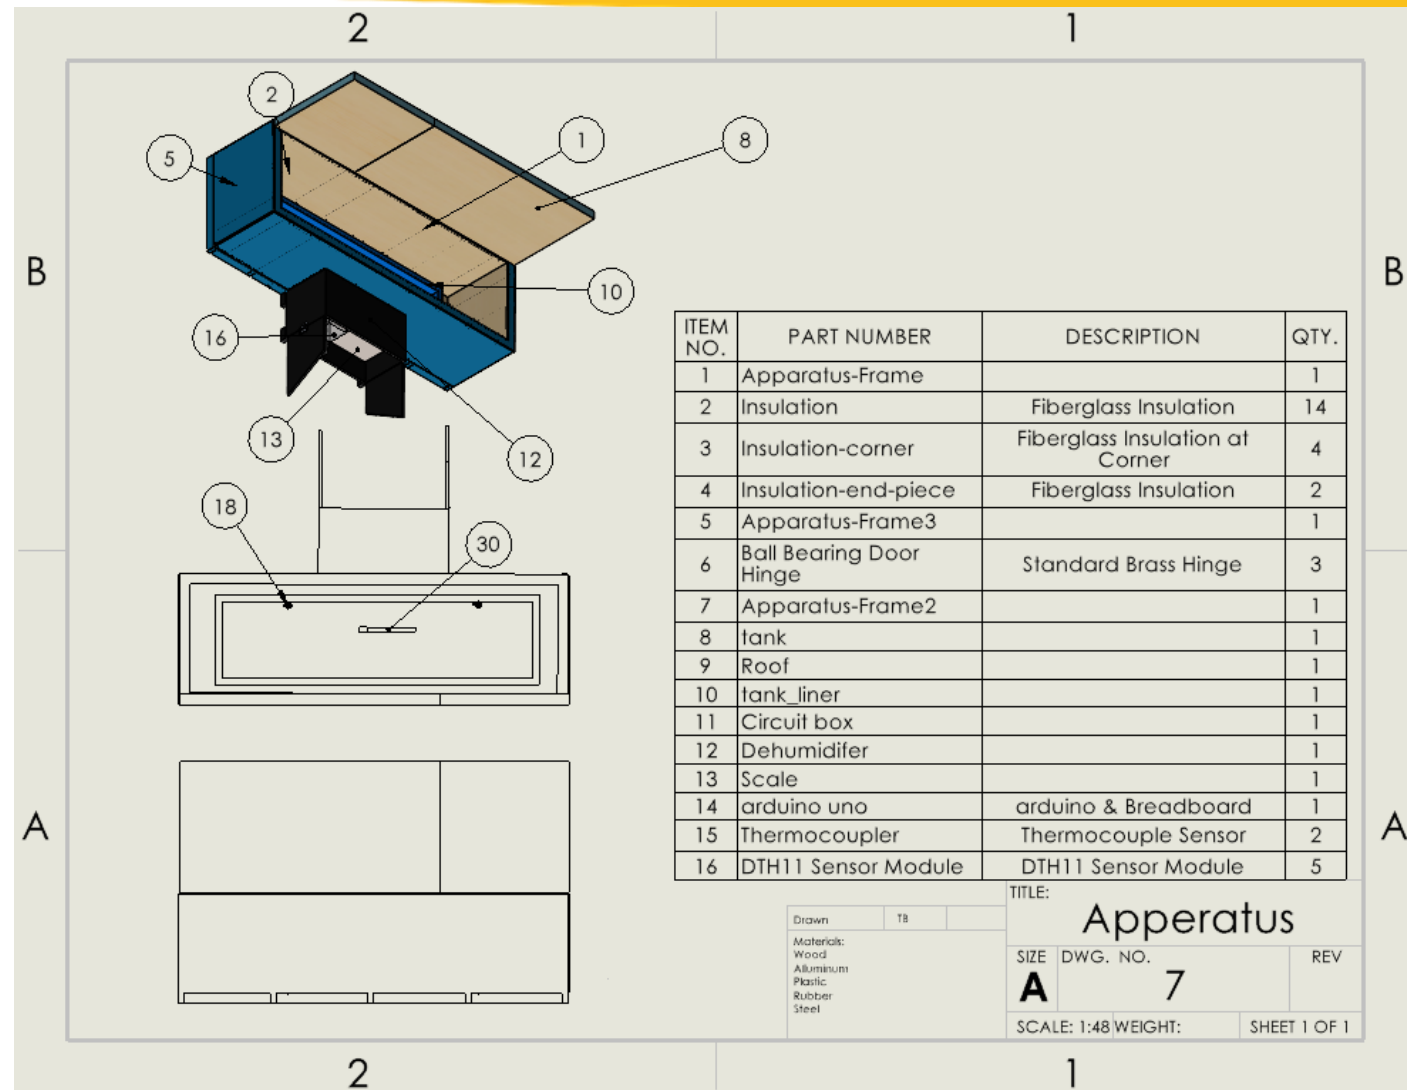 2
1
2
5
1
8
B
B
10
16
13
12
18
30
ITEM NO. PART NUMBER DESCRIPTION QTY.
1 Apparatus-Frame 1
2 Insulation Fiberglass Insulation 14
3 Insulation-corner Fiberglass Insulation at Corner 4
4 Insulation-end-piece Fiberglass Insulation 2
5 Apparatus-Frame3 1
6 Ball Bearing Door Hinge Standard Brass Hinge 3
7 Apparatus-Frame2 1
8 tank 1
9 Roof 1
10 tank_liner 1
11 Circuit box 1
12 Dehumidifer 1
13 Scale 1
14 arduino uno arduino & Breadboard 1
15 Thermocoupler Thermocouple Sensor 2
16 DTH11 Sensor Module DTH11 Sensor Module 5
A
A
Drawn TB
Materials:
Wood
Alluminum
Plastic
Rubber
Steel
TITLE:
Apperatus
SIZE DWG. NO. REV
A 7
SCALE: 1:48 WEIGHT: SHEET 1 OF 1
2
1